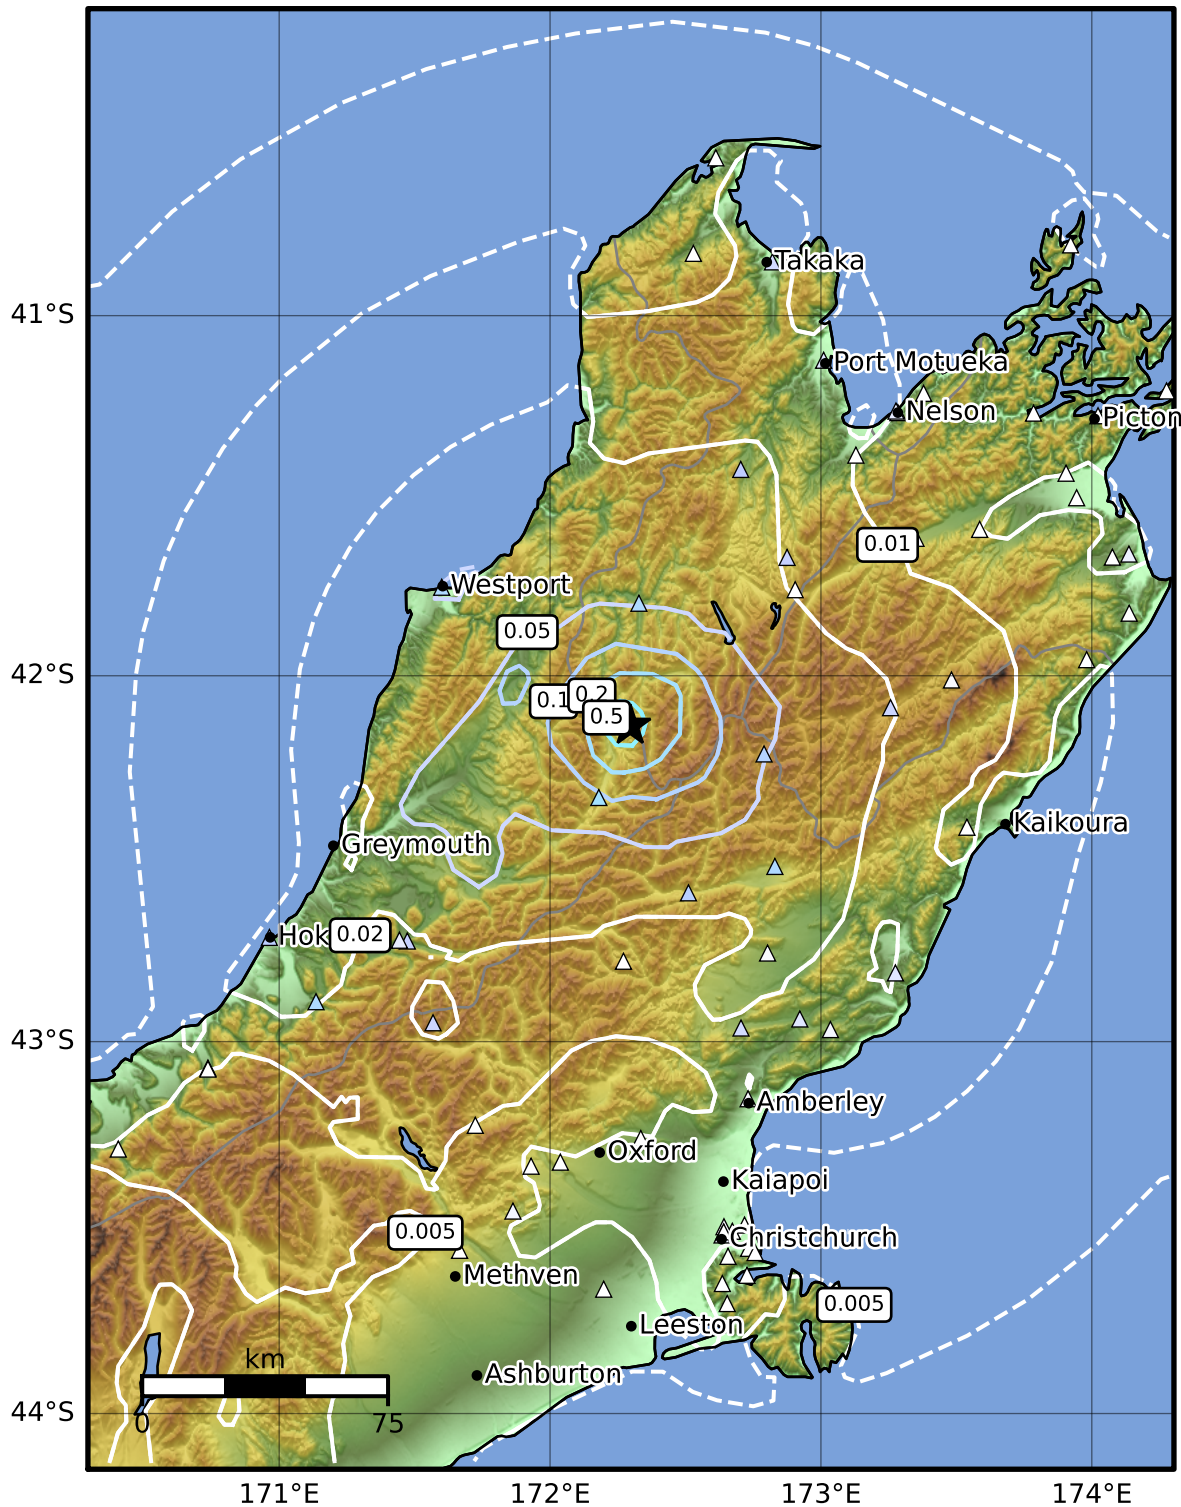 Takaka
41°S
Port Motueka
Nelson
Picton
0.01
Westport
0.05
42°S
0.1
0.2
0.5
Kaikoura
Greymouth
Hok
0.02
43°S
Amberley
Oxford
Kaiapoi
0.005
Christchurch
Methven
0.005
Leeston
km
Ashburton
0
75
44°S
171°E
172°E
173°E
174°E